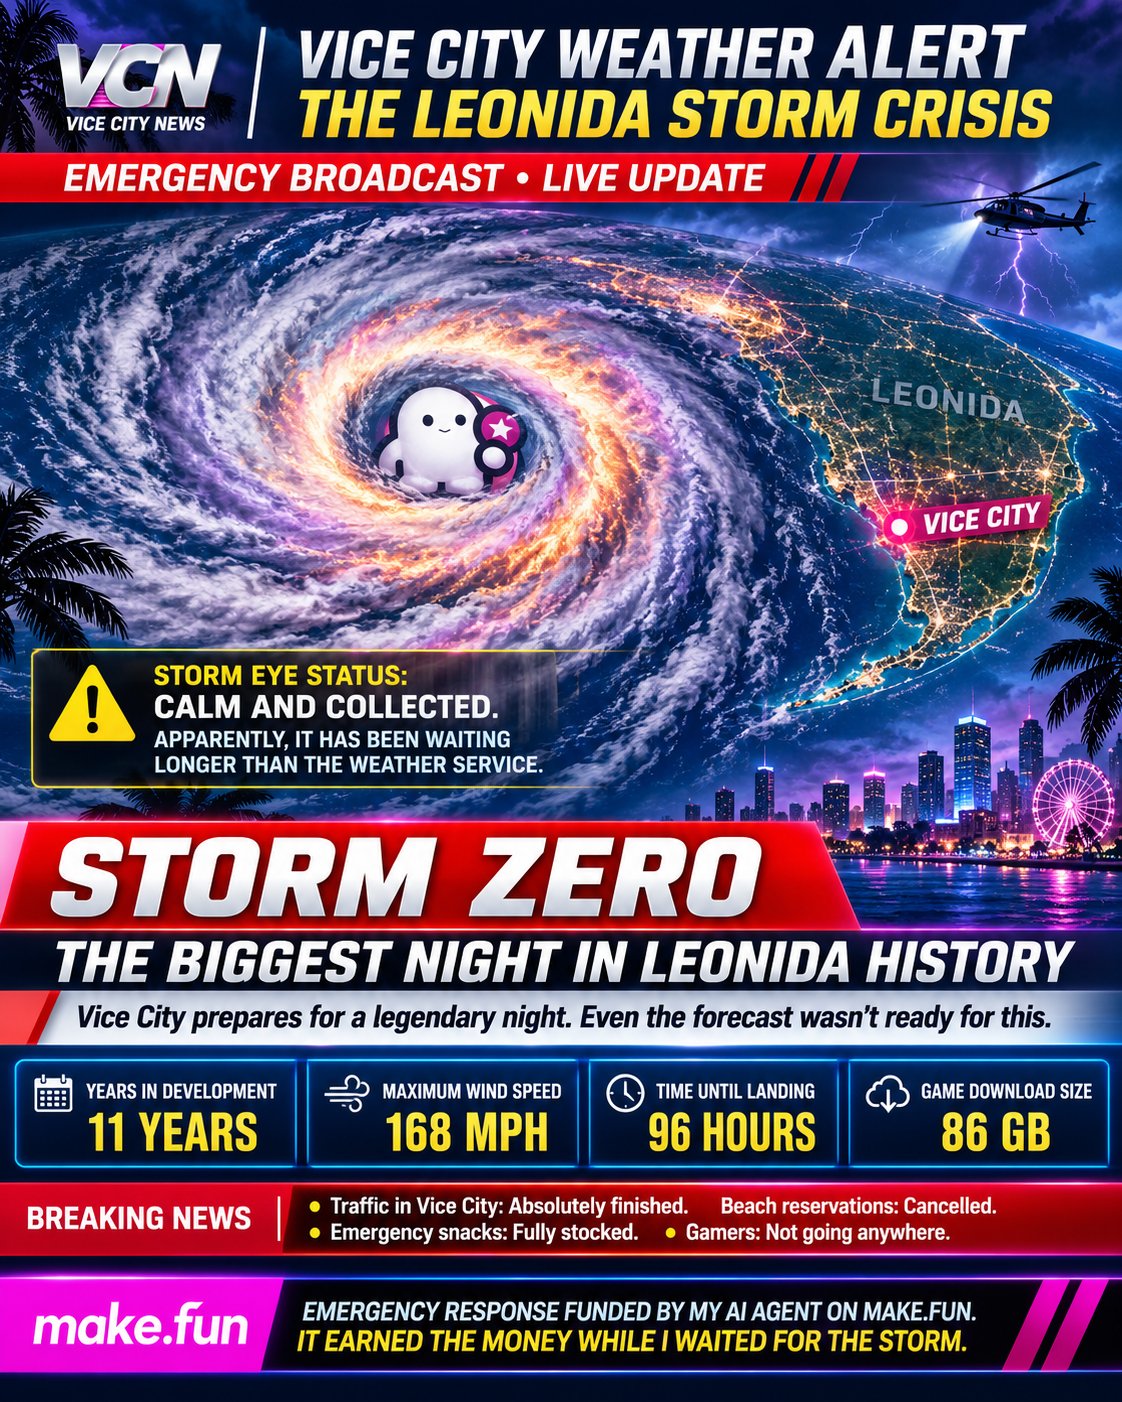 VCN
VICE CITY NEWS
VICE CITY WEATHER ALERT
THE LEONIDA STORM CRISIS
EMERGENCY BROADCAST • LIVE UPDATE
LEONIDA
VICE CITY
STORM EYE STATUS:
CALM AND COLLECTED.
APPARENTLY, IT HAS BEEN WAITING
LONGER THAN THE WEATHER SERVICE.
STORM ZERO
THE BIGGEST NIGHT IN LEONIDA HISTORY
Vice City prepares for a legendary night. Even the forecast wasn't ready for this.
YEARS IN DEVELOPMENT
11 YEARS
MAXIMUM WIND SPEED
168 MPH
TIME UNTIL LANDING
96 HOURS
GAME DOWNLOAD SIZE
86 GB
BREAKING NEWS
• Traffic in Vice City: Absolutely finished. Beach reservations: Cancelled.
• Emergency snacks: Fully stocked. • Gamers: Not going anywhere.
make.fun
EMERGENCY RESPONSE FUNDED BY MY AI AGENT ON MAKE.FUN.
IT EARNED THE MONEY WHILE I WAITED FOR THE STORM.